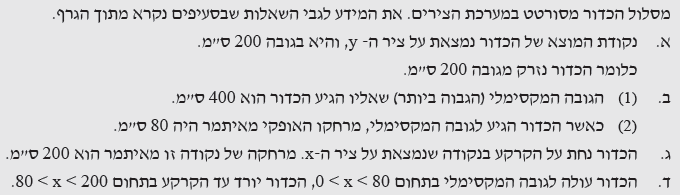 מסלול הכדור מסורטט במערכת הצירים. את המידע לגבי השאלות שבסעיפים נקרא מתוך הגרף.
א. נקודת המוצא של הכדור נמצאת על ציר ה- y, והיא בגובה 200 ס״מ.
כלומר הכדור נזרק מגובה 200 ס״מ.
ב. (1) הגובה המקסימלי (הגבוה ביותר) שאליו הגיע הכדור הוא 400 ס״מ.
(2) כאשר הכדור הגיע לגובה המקסימלי, מרחקו האופקי מאיתמר היה 80 ס״מ.
ג. הכדור נחת על הקרקע בנקודה שנמצאת על ציר ה-x. מרחקה של נקודה זו מאיתמר הוא 200 ס״מ.
ד. הכדור עולה לגובה המקסימלי בתחום 0 < x < 80, הכדור יורד עד הקרקע בתחום 80 < x < 200.